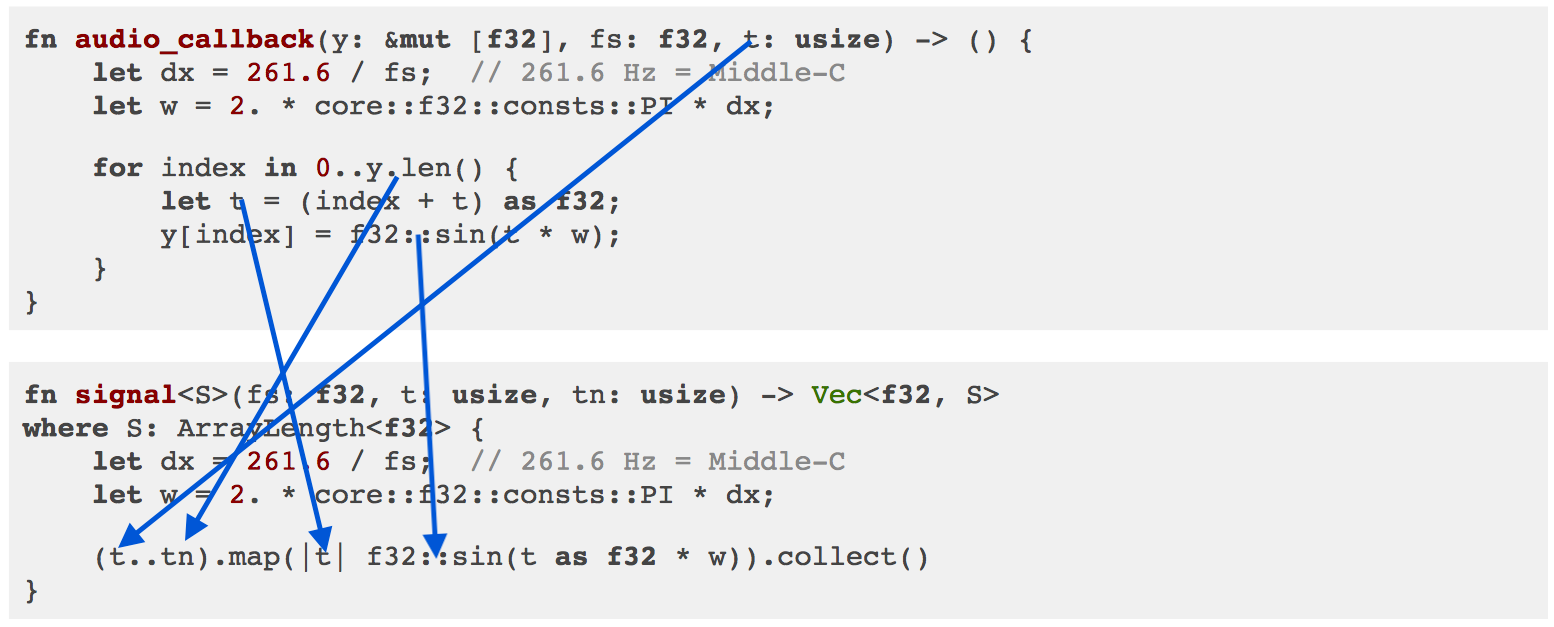 fn audio_callback(y: &mut [f32], fs: f32, t: usize) -> () {
    let dx = 261.6 / fs;  // 261.6 Hz = Middle-C
    let w = 2. * core::f32::consts::PI * dx;
    for index in 0..y.len() {
        let t = (index + t) as f32;
        y[index] = f32::sin(t * w);
    }
}
fn signal<S>(fs: f32, t: usize, tn: usize) -> Vec<f32, S>
where S: ArrayLength<f32> {
    let dx = 261.6 / fs;  // 261.6 Hz = Middle-C
    let w = 2. * core::f32::consts::PI * dx;
    (t..tn).map(|t| f32::sin(t as f32 * w)).collect()
}